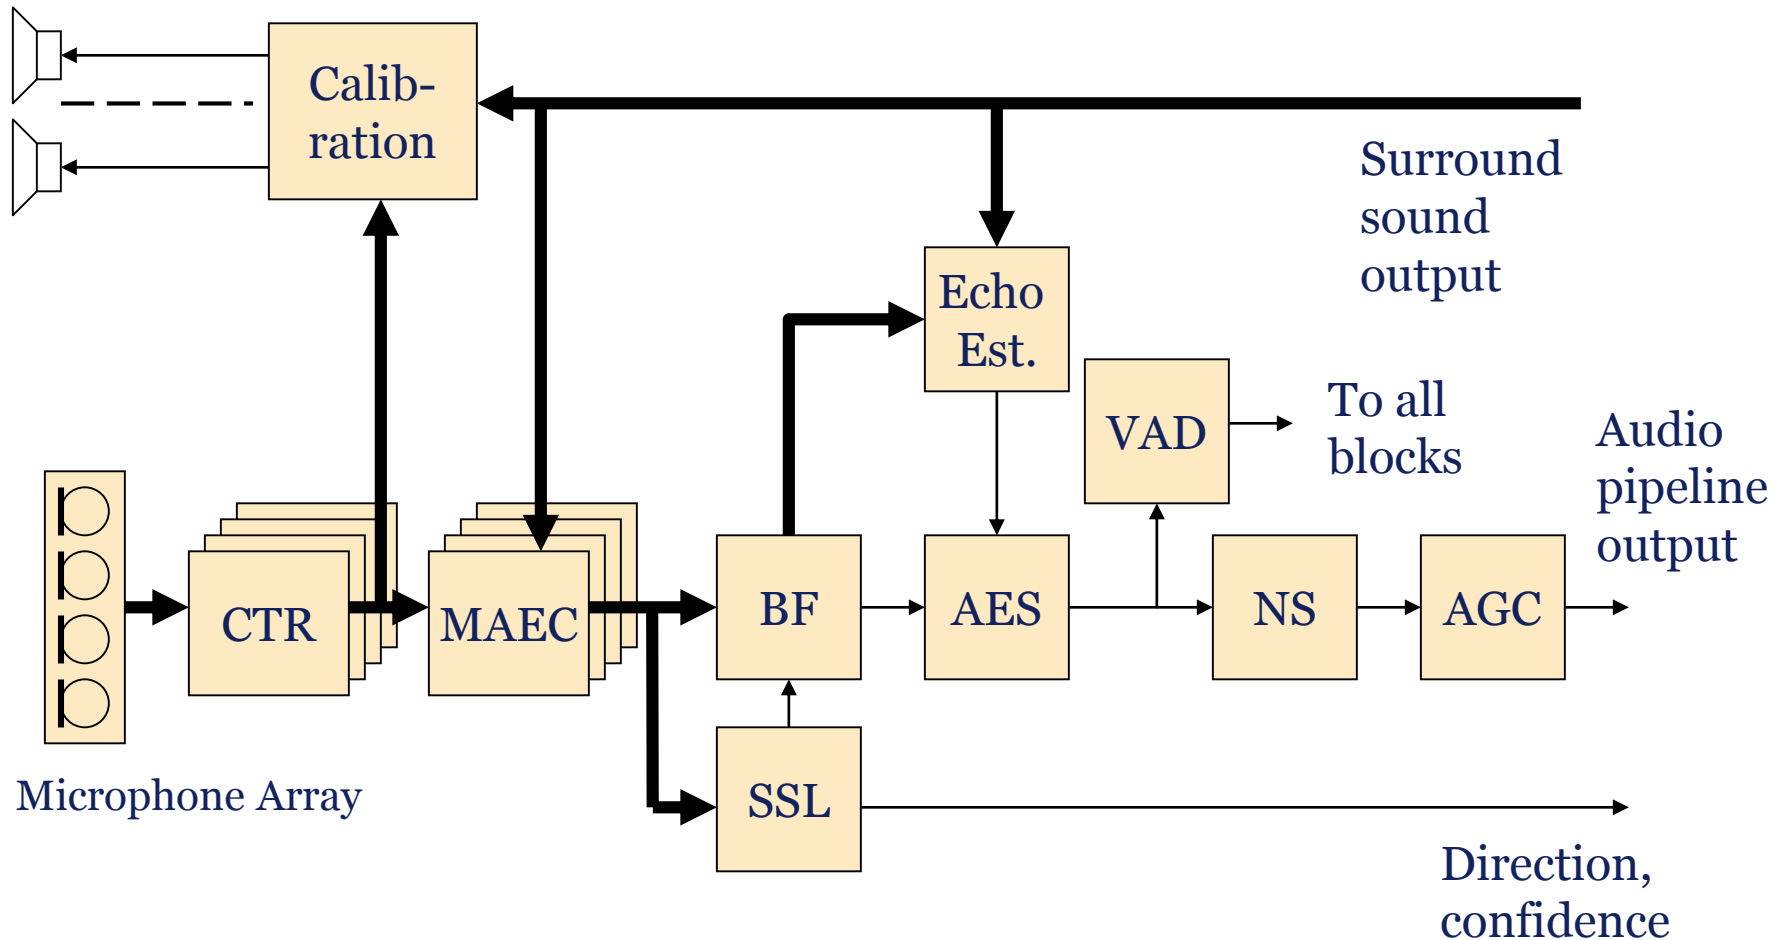 Calib-
ration
Surround
sound
output
Echo
Est.
VAD
To all
blocks
Audio
pipeline
output
CTR
MAEC
BF
AES
NS
AGC
Microphone Array
SSL
Direction,
confidence